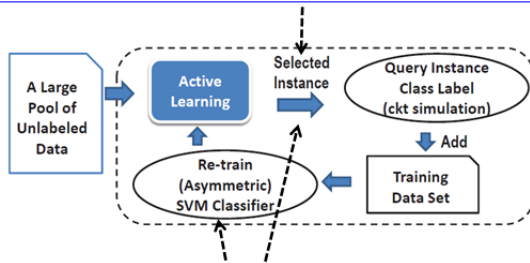 A Large
Pool of
Unlabeled
Data
Active
Learning
Selected
Instance
Query Instance
Class Label
(ckt simulation)
Add
Training
Data Set
Re-train
(Asymmetric)
SVM Classifier